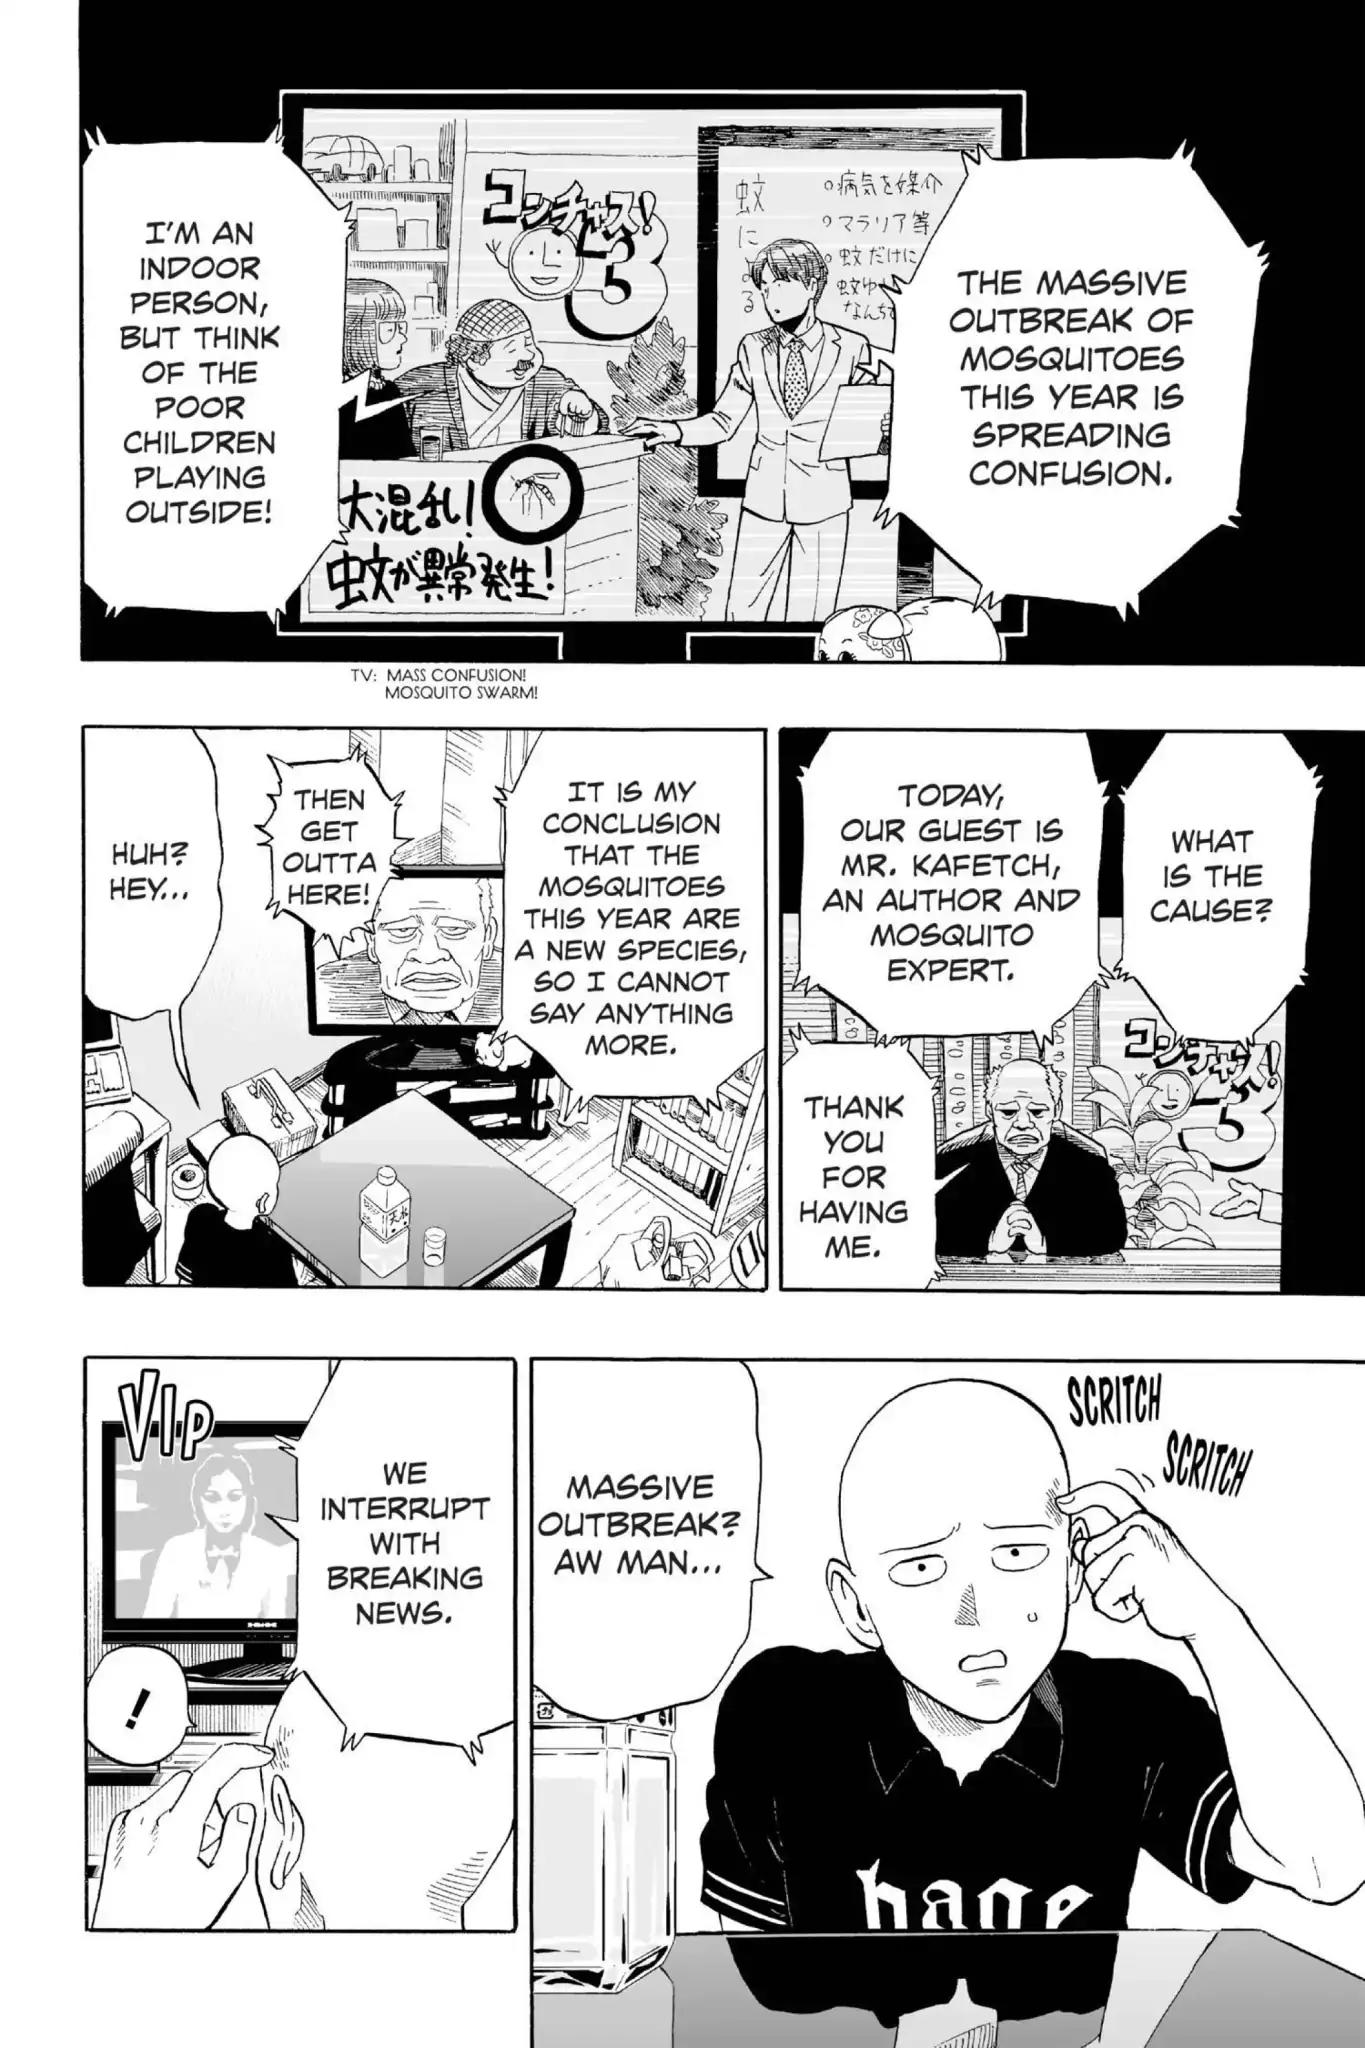 THE MASSIVE
OUTBREAK OF
MOSQUITOES
THIS YEAR IS
SPREADING
CONFUSION.
I'M AN
INDOOR
PERSON,
BUT THINK
OF THE
POOR
CHILDREN
PLAYING
OUTSIDE!
コンチャス!
3
。病気を媒介
。マラリア等
。蚊だけに
大混乱!
蚊が異常発生!
TV: MASS CONFUSION!
MOSQUITO SWARM!
WHAT
IS THE
CAUSE?
TODAY,
OUR GUEST IS
MR. KAFETCH,
AN AUTHOR AND
MOSQUITO
EXPERT.
コンチャス!
3
THANK
YOU
FOR
HAVING
ME.
IT IS MY
CONCLUSION
THAT THE
MOSQUITOES
THIS YEAR ARE
A NEW SPECIES,
SO I CANNOT
SAY ANYTHING
MORE.
THEN
GET
OUTTA
HERE!
HUH?
HEY...
SCRITCH
SCRITCH
MASSIVE
OUTBREAK?
AW MAN...
hage
VIP
WE
INTERRUPT
WITH
BREAKING
NEWS.
!